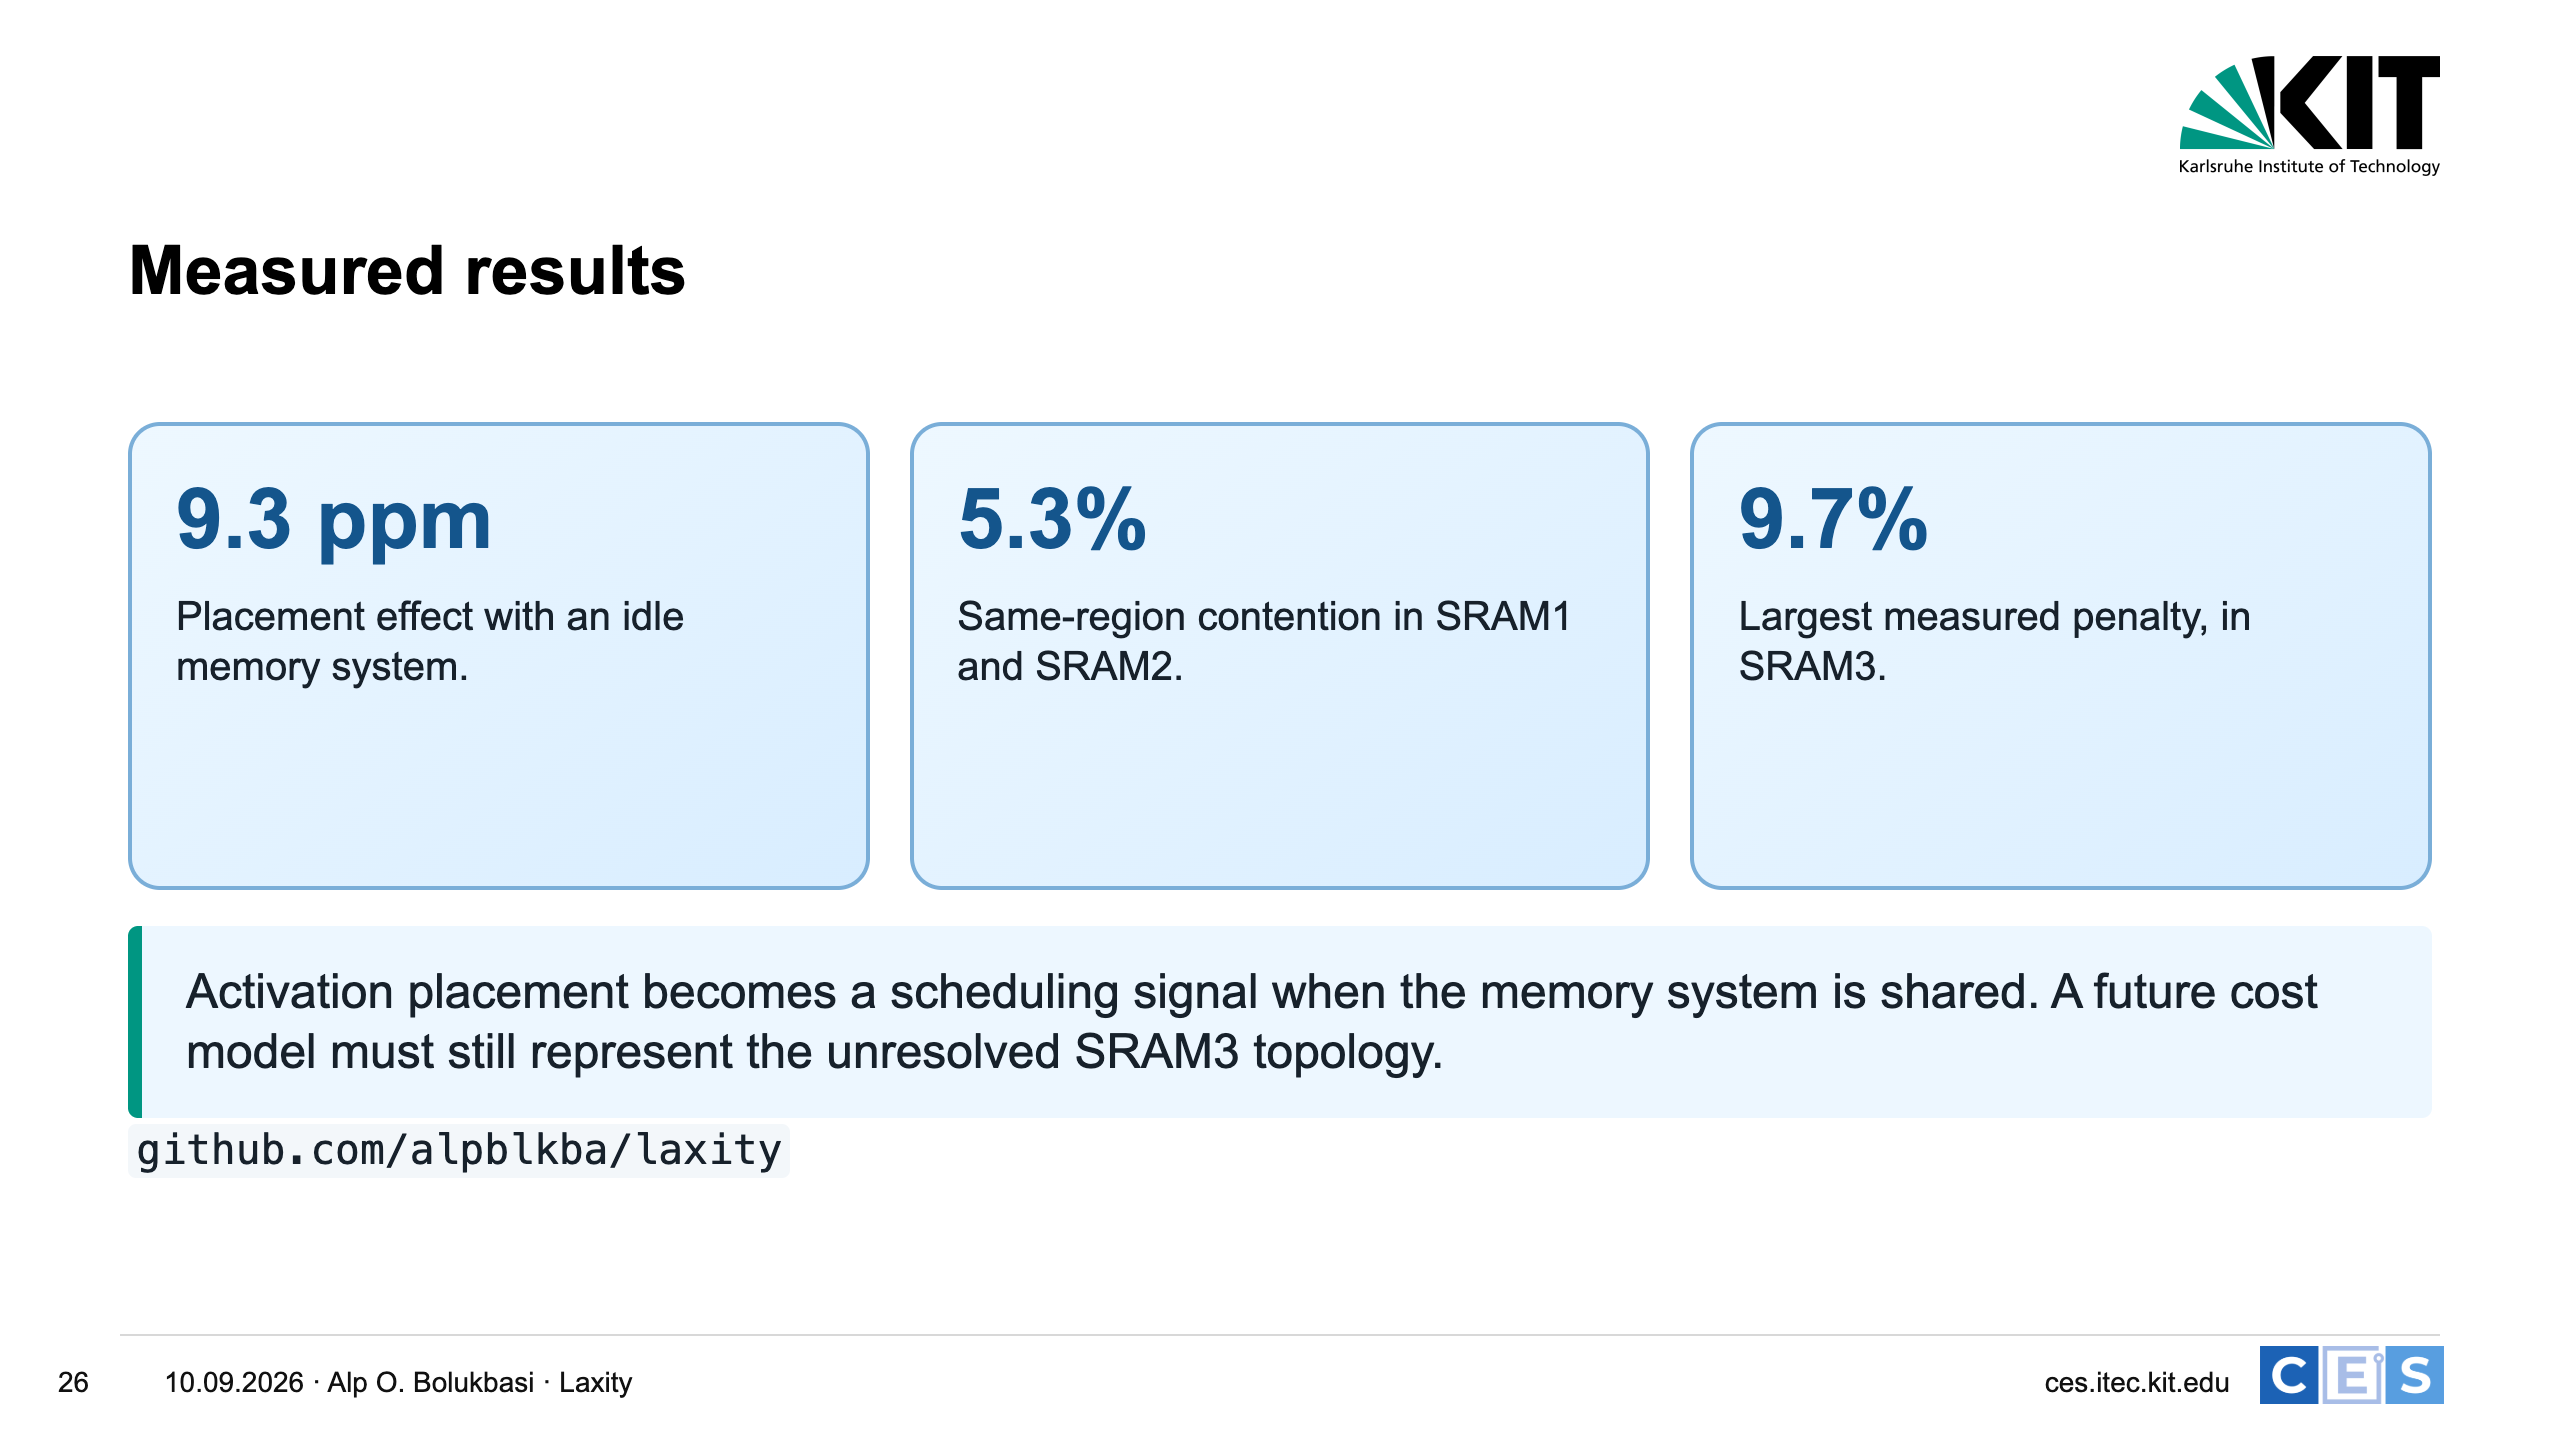 KIT
Karlsruhe Institute of Technology
Measured results
9.3 ppm
Placement effect with an idle
memory system.
5.3%
Same-region contention in SRAM1
and SRAM2.
9.7%
Largest measured penalty, in
SRAM3.
Activation placement becomes a scheduling signal when the memory system is shared. A future cost
model must still represent the unresolved SRAM3 topology.
github.com/alpblkba/laxity
26
10.09.2026 · Alp O. Bolukbasi · Laxity
ces.itec.kit.edu
CES